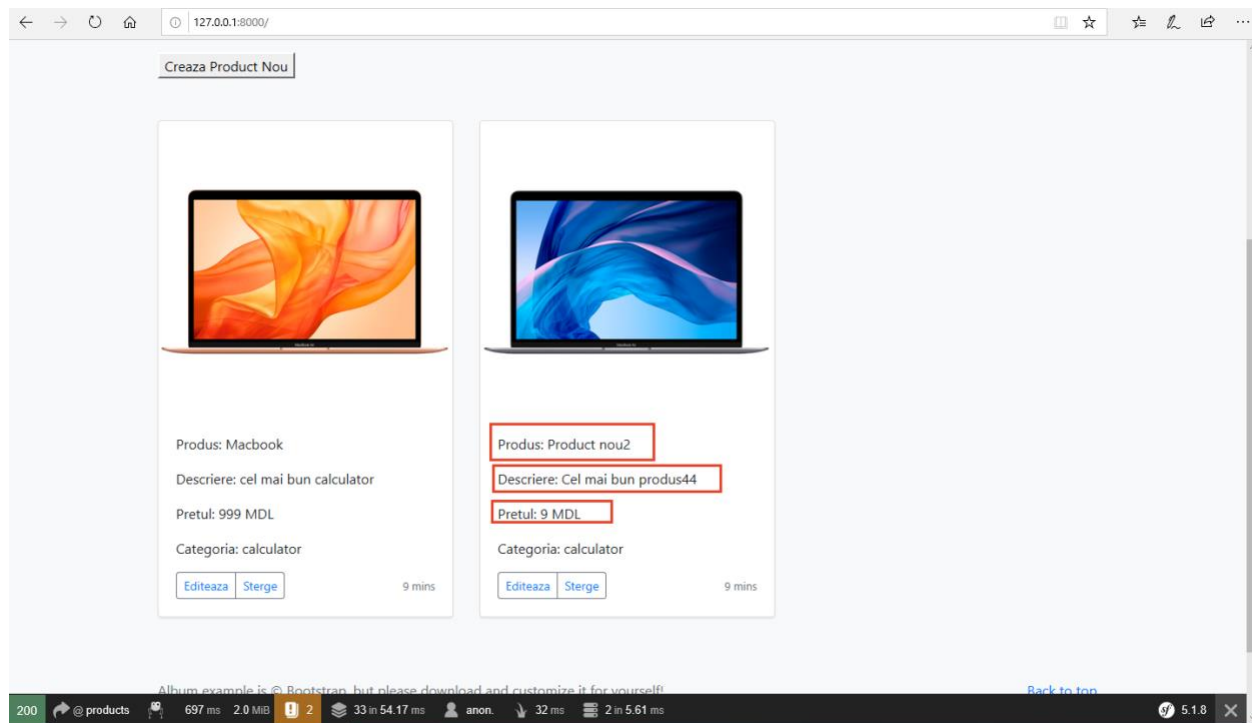 127.0.0.1:8000/
Creaza Product Nou
Produs: Macbook
Descriere: cel mai bun calculator
Pretul: 999 MDL
Categoria: calculator
Editeaza Sterge 9 mins
Produs: Product nou2
Descriere: Cel mai bun produs44
Pretul: 9 MDL
Categoria: calculator
Editeaza Sterge 9 mins
Album example is © Bootstrap, but please download and customize it for yourself!
Back to top
200 @ products 697 ms 2.0 MiB 2 33 in 54.17 ms anon. 32 ms 2 in 5.61 ms sf 5.1.8